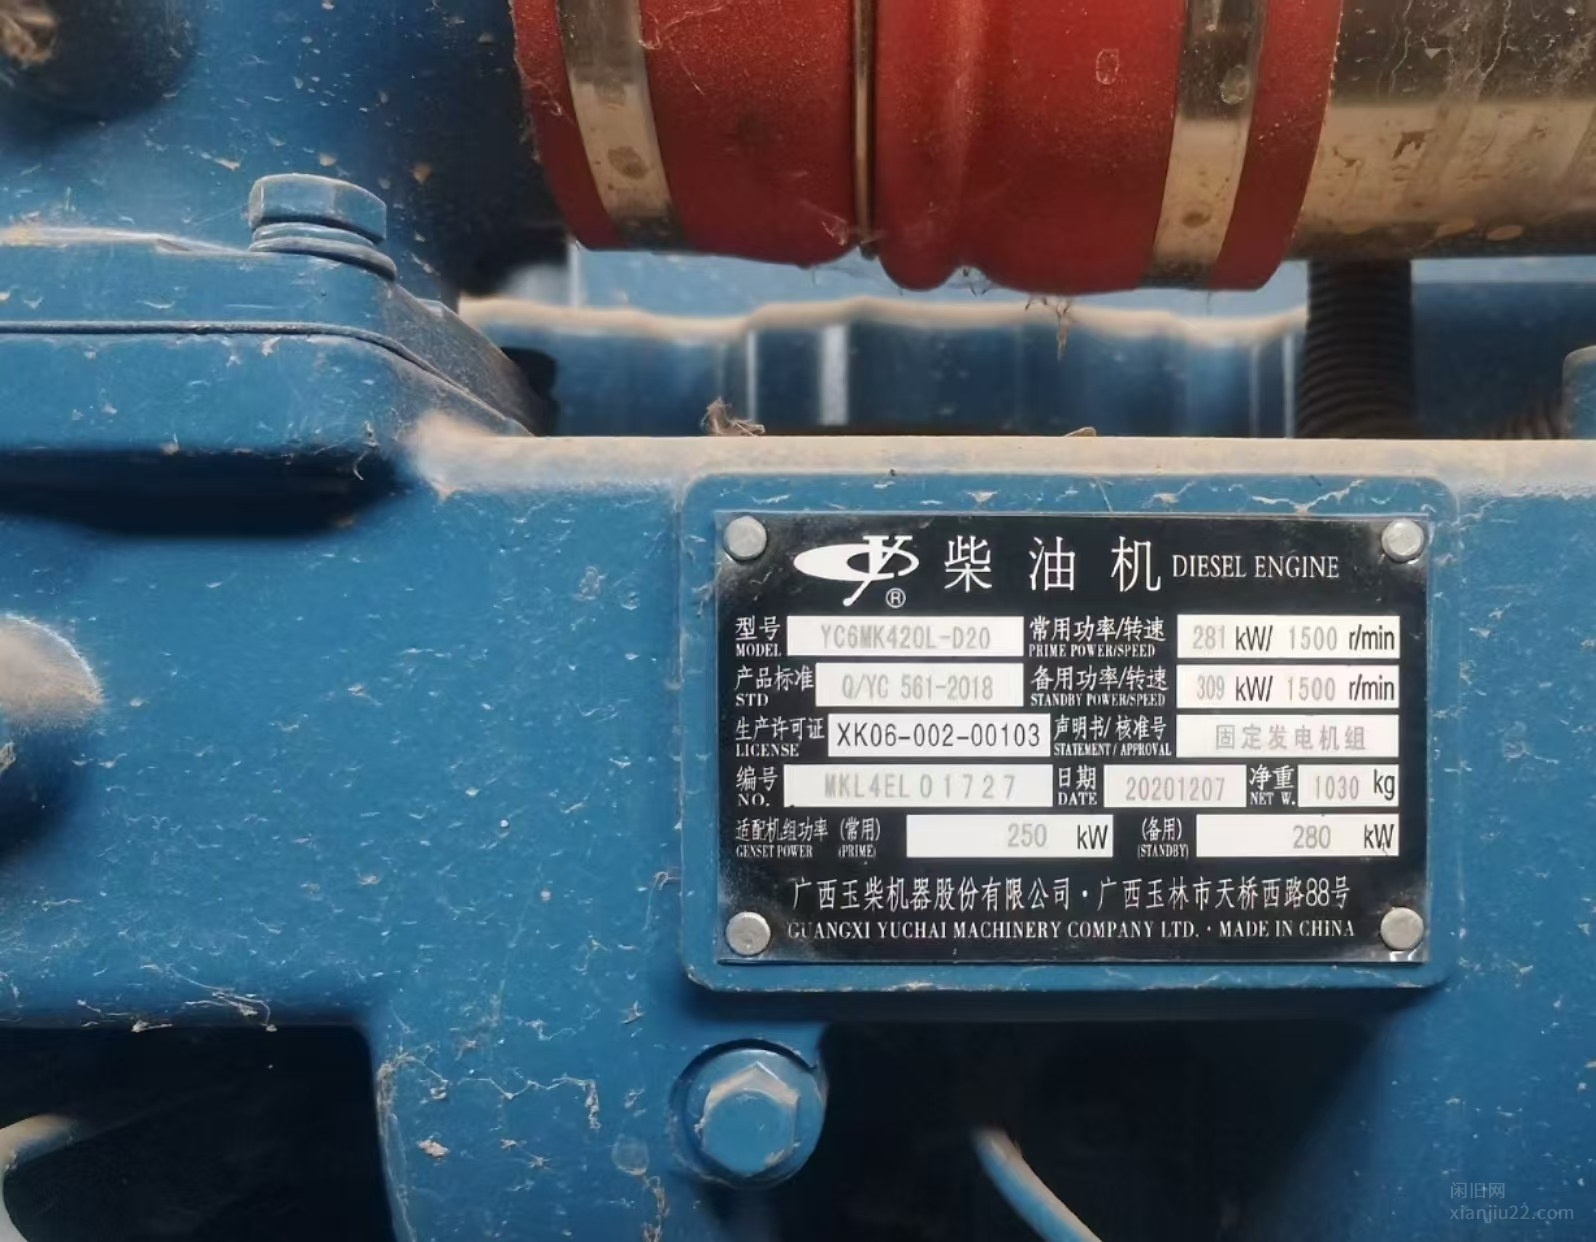 柴油机 DIESEL ENGINE
型号 MODEL YC6MK420L-D20 常用功率/转速 PRIME POWER/SPEED 281 kW/ 1500 r/min
产品标准 STD Q/YC 561-2018 备用功率/转速 STANDBY POWER/SPEED 309 kW/ 1500 r/min
生产许可证 LICENSE XK06-002-00103 声明书/核准号 STATEMENT / APPROVAL 固定发电机组
编号 NO. MKL4EL01727 日期 DATE 20201207 净重 NET W. 1030 kg
适配机组功率 GENSET POWER (常用) (PRIME) 250 kW (备用) (STANDBY) 280 kW
广西玉柴机器股份有限公司·广西玉林市天桥西路88号
GUANGXI YUCHAI MACHINERY COMPANY LTD. · MADE IN CHINA
闲旧网
xianjiu22.com